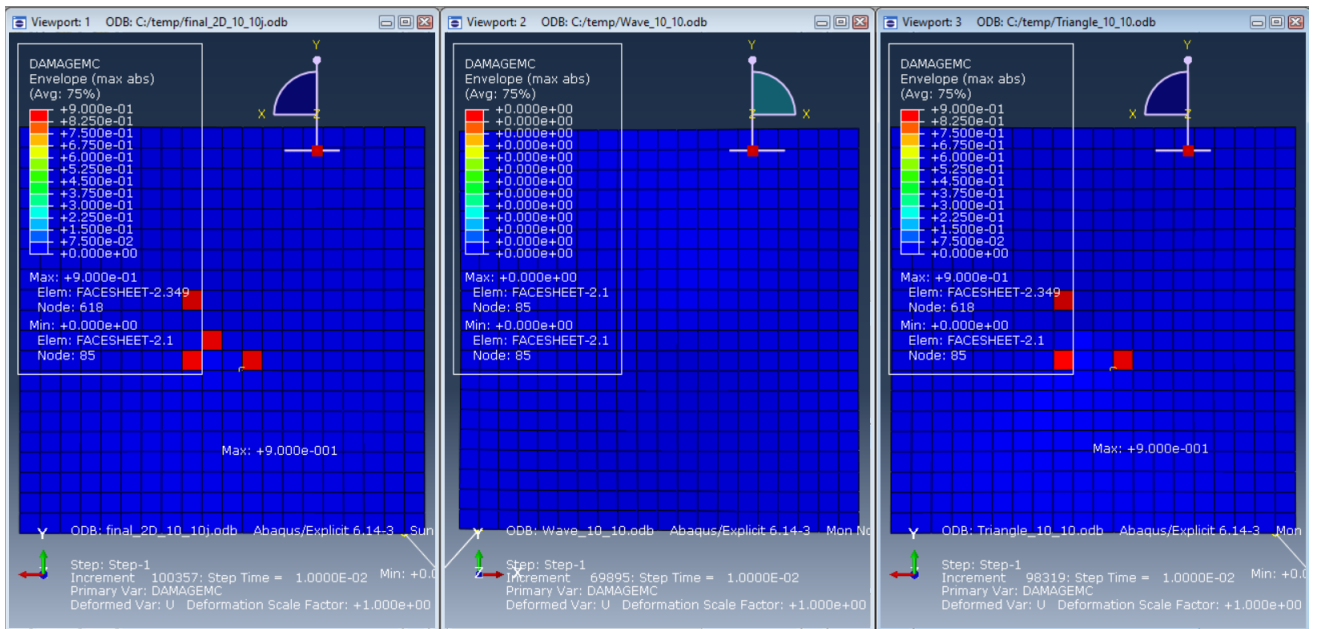 Viewport: 1 ODB: C:/temp/final_2D_10_10j.odb
Y
DAMAGEMC
Envelope (max abs)
(Avg: 75%)
+9.000e-01
+8.250e-01
+7.500e-01
+6.750e-01
+6.000e-01
+5.250e-01
+4.500e-01
+3.750e-01
+3.000e-01
+2.250e-01
+1.500e-01
+7.500e-02
+0.000e+00
X
Z
Max: +9.000e-01
Elem: FACESHEET-2.349
Node: 618
Min: +0.000e+00
Elem: FACESHEET-2.1
Node: 85
Max: +9.000e-001
Y
ODB: final_2D_10_10j.odb Abaqus/Explicit 6.14-3 Sun
Step: Step-1
Increment 100357: Step Time = 1.0000E-02
Min: +0.0
Primary Var: DAMAGEMC
Deformed Var: U Deformation Scale Factor: +1.000e+00
Viewport: 2 ODB: C:/temp/Wave_10_10.odb
Y
DAMAGEMC
Envelope (max abs)
(Avg: 75%)
+0.000e+00
+0.000e+00
+0.000e+00
+0.000e+00
+0.000e+00
+0.000e+00
+0.000e+00
+0.000e+00
+0.000e+00
+0.000e+00
+0.000e+00
+0.000e+00
+0.000e+00
Z
X
Max: +0.000e+00
Elem: FACESHEET-2.1
Node: 85
Min: +0.000e+00
Elem: FACESHEET-2.1
Node: 85
Y
ODB: Wave_10_10.odb Abaqus/Explicit 6.14-3 Mon No
Step: Step-1
Z X
Increment 69895: Step Time = 1.0000E-02
Primary Var: DAMAGEMC
Deformed Var: U Deformation Scale Factor: +1.000e+00
Viewport: 3 ODB: C:/temp/Triangle_10_10.odb
Y
DAMAGEMC
Envelope (max abs)
(Avg: 75%)
+9.000e-01
+8.250e-01
+7.500e-01
+6.750e-01
+6.000e-01
+5.250e-01
+4.500e-01
+3.750e-01
+3.000e-01
+2.250e-01
+1.500e-01
+7.500e-02
+0.000e+00
X
Z
Max: +9.000e-01
Elem: FACESHEET-2.349
Node: 618
Min: +0.000e+00
Elem: FACESHEET-2.1
Node: 85
Max: +9.000e-001
Y
ODB: Triangle_10_10.odb Abaqus/Explicit 6.14-3 Mon
Step: Step-1
Increment 98319: Step Time = 1.0000E-02
Min: +0.0
Primary Var: DAMAGEMC
Deformed Var: U Deformation Scale Factor: +1.000e+00